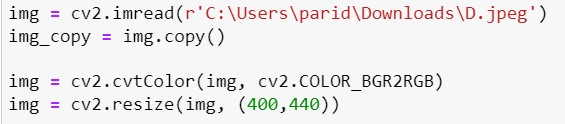 img = cv2.imread(r'C:\Users\parid\Downloads\D.jpeg')
img_copy = img.copy()
img = cv2.cvtColor(img, cv2.COLOR_BGR2RGB)
img = cv2.resize(img, (400,440))